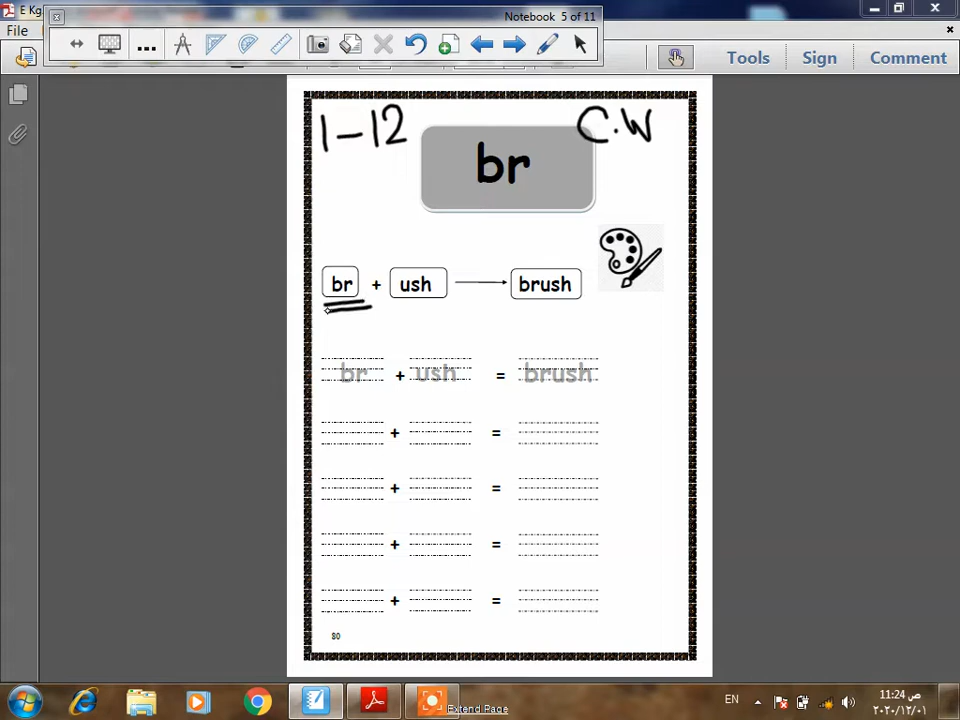 E Kg
Notebook 5 of 11
File
Tools Sign Comment
1-12 C.W
br
br + ush brush
br + ush = brush
+ =
+ =
+ =
+ =
80
EN
11:24 ص
٢٠٢٠/١٢/٠١
Extend Page